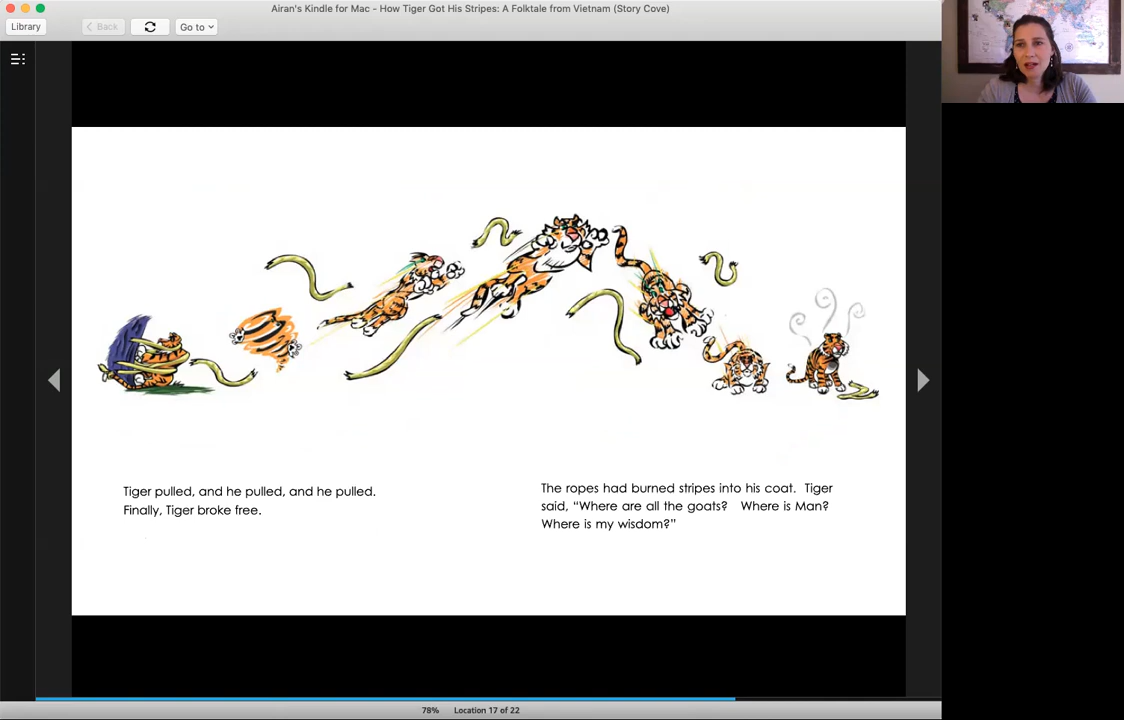 Airan's Kindle for Mac - How Tiger Got His Stripes: A Folktale from Vietnam (Story Cove)
Library
Back
Go to
Tiger pulled, and he pulled, and he pulled.
Finally, Tiger broke free.
The ropes had burned stripes into his coat. Tiger
said, “Where are all the goats? Where is Man?
Where is my wisdom?”
78%
Location 17 of 22